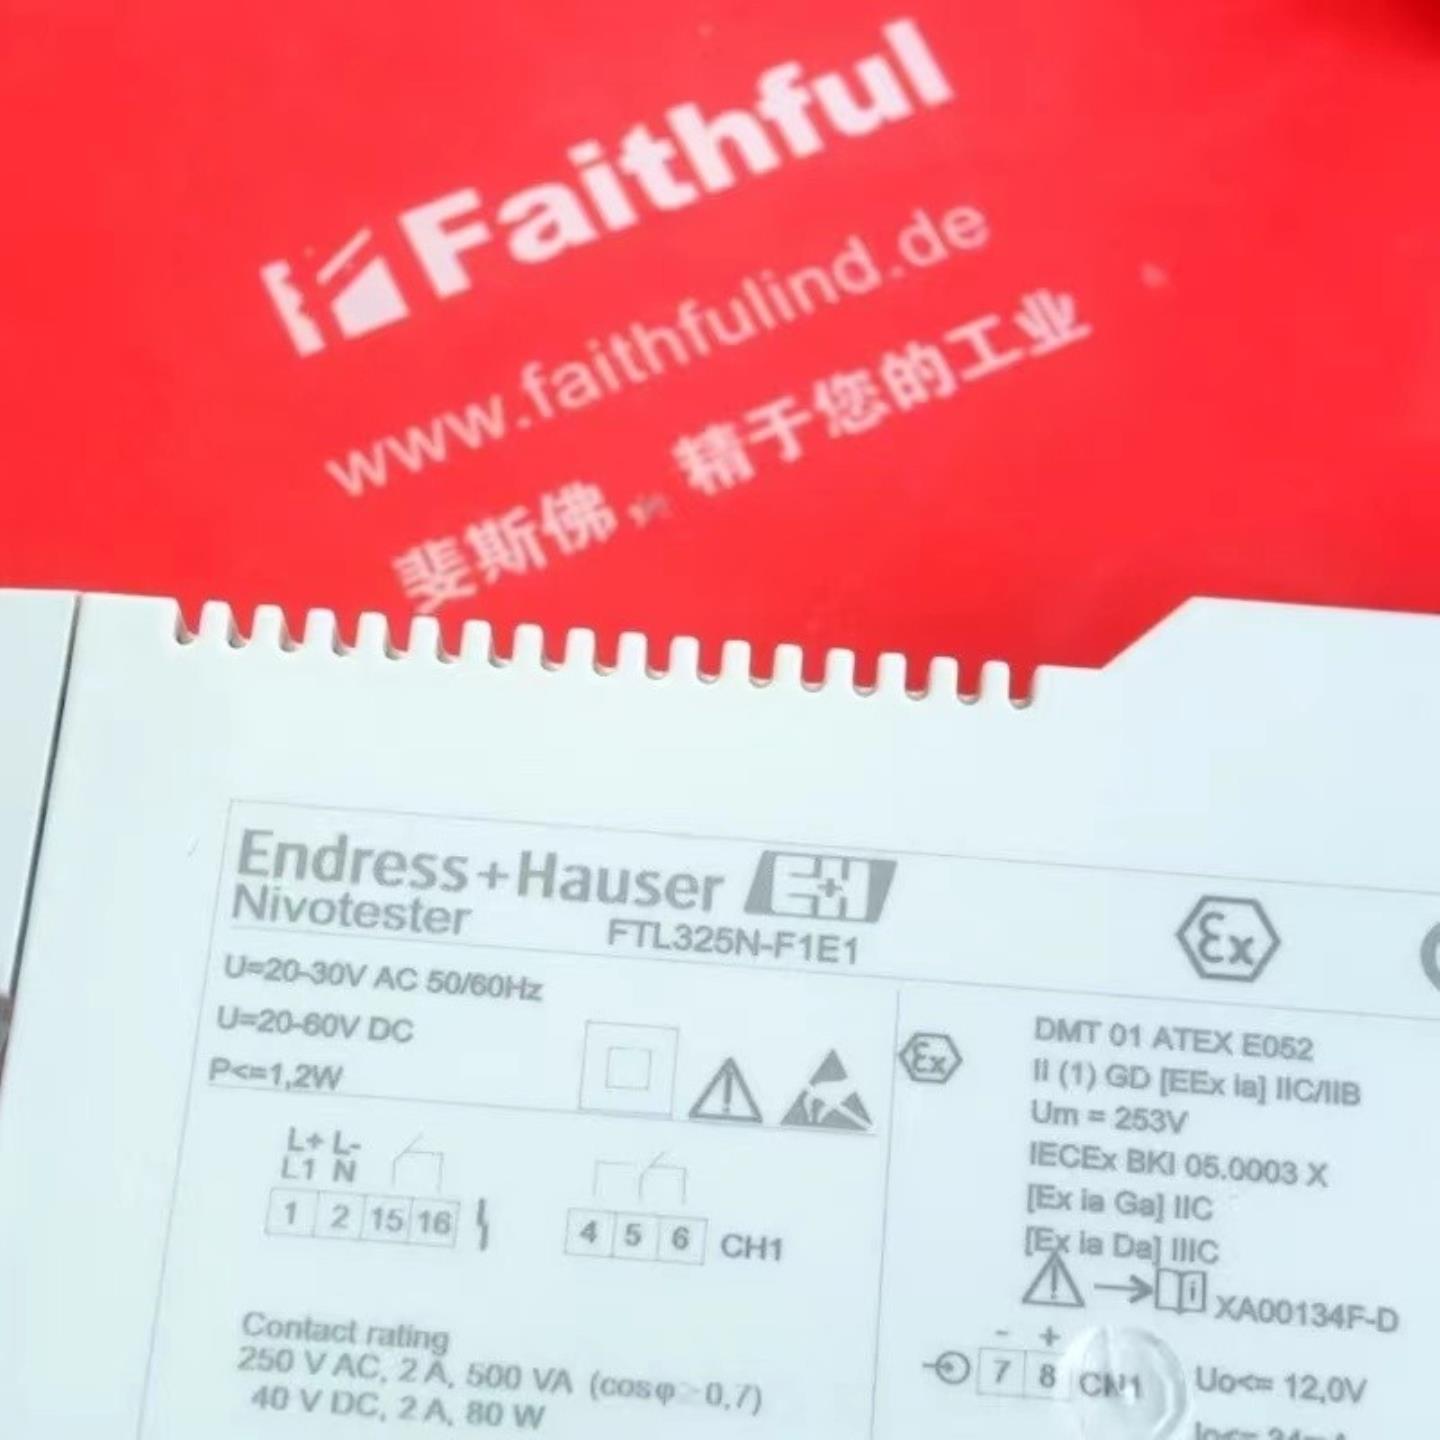 Faithful
www.faithfulind.de
斐斯佛，精于您的工业
Endress+Hauser
Nivotester FTL325N-F1E1
Ex
U=20-30V AC 50/60Hz
U=20-60V DC
P<=1,2W
Ex
DMT 01 ATEX E052
II (1) GD [EEx ia] IIC/IIB
Um = 253V
IECEx BKI 05.0003 X
[Ex ia Ga] IIC
[Ex ia Da] IIIC
XA00134F-D
L+ L-
L1 N
1 2 15 16
4 5 6 CH1
Contact rating
250 V AC, 2 A, 500 VA (cosφ 0,7)
40 V DC, 2 A, 80 W
- +
7 8 CH1
Uo<= 12,0V